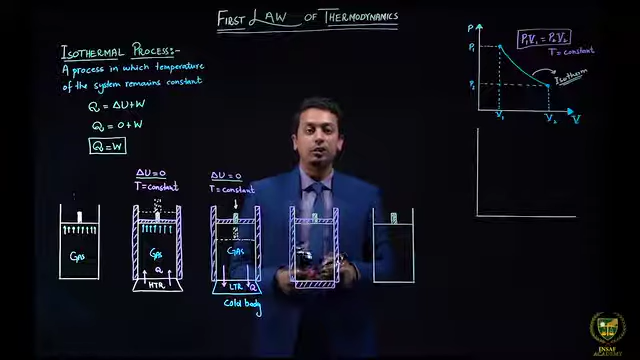 First Law of Thermodynamics
Isothermal Process:-
A process in which temperature
of the system remains constant
Q = ΔU+W
Q = 0+W
Q=W
P
P₁V₁ = P₂V₂
T = constant
P₁
Isotherm
P₂
V₁
V₂
V
ΔU=0
T=constant
ΔU=0
T=constant
GAS
GAS
Q
HTR
GAS
LTR
Q
Cold body
INSAF
ACADEMY